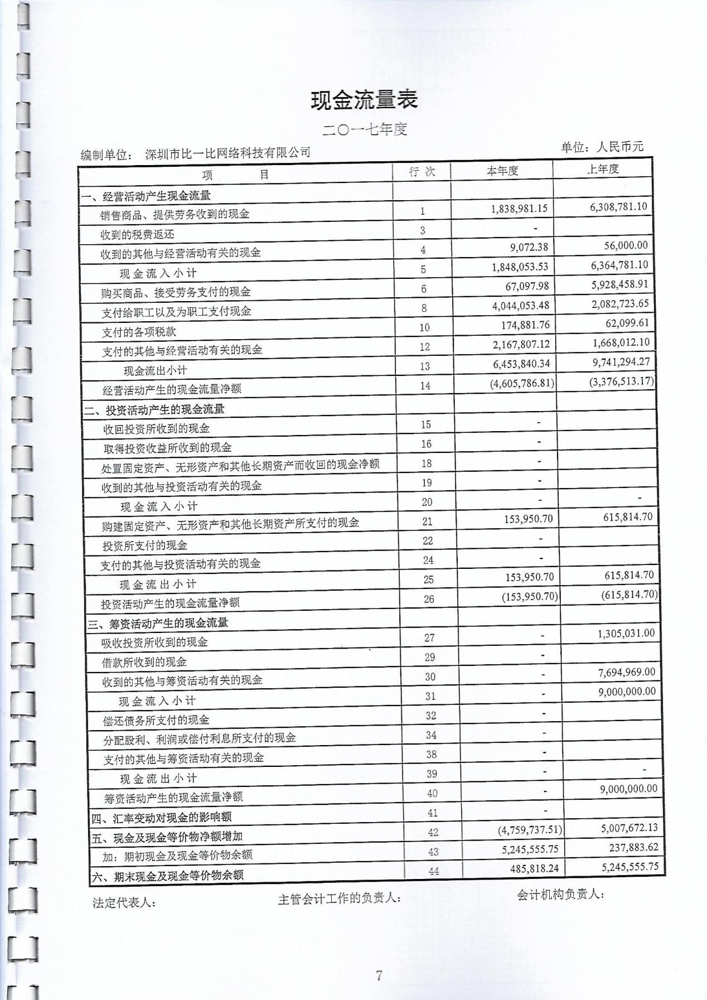 现金流量表
二〇一七年度
编制单位： 深圳市比一比网络科技有限公司 单位：人民币元
项 目 行 次 本年度 上年度
一、经营活动产生现金流量
销售商品、提供劳务收到的现金 1 1,838,981.15 6,308,781.10
收到的税费返还 3 -
收到的其他与经营活动有关的现金 4 9,072.38 56,000.00
现金流入小计 5 1,848,053.53 6,364,781.10
购买商品、接受劳务支付的现金 6 67,097.98 5,928,458.91
支付给职工以及为职工支付现金 8 4,044,053.48 2,082,723.65
支付的各项税款 10 174,881.76 62,099.61
支付的其他与经营活动有关的现金 12 2,167,807.12 1,668,012.10
现金流出小计 13 6,453,840.34 9,741,294.27
经营活动产生的现金流量净额 14 (4,605,786.81) (3,376,513.17)
二、投资活动产生的现金流量
收回投资所收到的现金 15 -
取得投资收益所收到的现金 16 -
处置固定资产、无形资产和其他长期资产而收回的现金净额 18 -
收到的其他与投资活动有关的现金 19 -
现金流入小计 20 - -
购建固定资产、无形资产和其他长期资产所支付的现金 21 153,950.70 615,814.70
投资所支付的现金 22 -
支付的其他与投资活动有关的现金 24 -
现金流出小计 25 153,950.70 615,814.70
投资活动产生的现金流量净额 26 (153,950.70) (615,814.70)
三、筹资活动产生的现金流量
吸收投资所收到的现金 27 - 1,305,031.00
借款所收到的现金 29 -
收到的其他与筹资活动有关的现金 30 - 7,694,969.00
现金流入小计 31 - 9,000,000.00
偿还债务所支付的现金 32 -
分配股利、利润或偿付利息所支付的现金 34 -
支付的其他与筹资活动有关的现金 38 -
现金流出小计 39 - -
筹资活动产生的现金流量净额 40 - 9,000,000.00
四、汇率变动对现金的影响额 41 -
五、现金及现金等价物净额增加 42 (4,759,737.51) 5,007,672.13
加：期初现金及现金等价物余额 43 5,245,555.75 237,883.62
六、期末现金及现金等价物余额 44 485,818.24 5,245,555.75
法定代表人： 主管会计工作的负责人： 会计机构负责人：
7